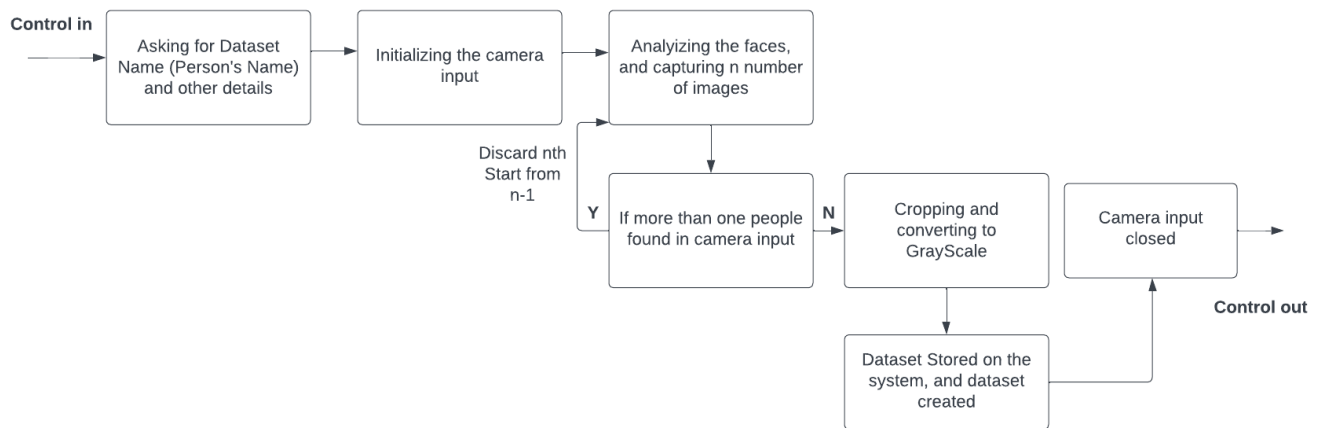 Control in
Asking for Dataset
Name (Person's Name)
and other details
Initializing the camera
input
Analyizing the faces,
and capturing n number
of images
Discard nth
Start from
n-1
Y
If more than one people
found in camera input
N
Cropping and
converting to
GrayScale
Camera input
closed
Control out
Dataset Stored on the
system, and dataset
created